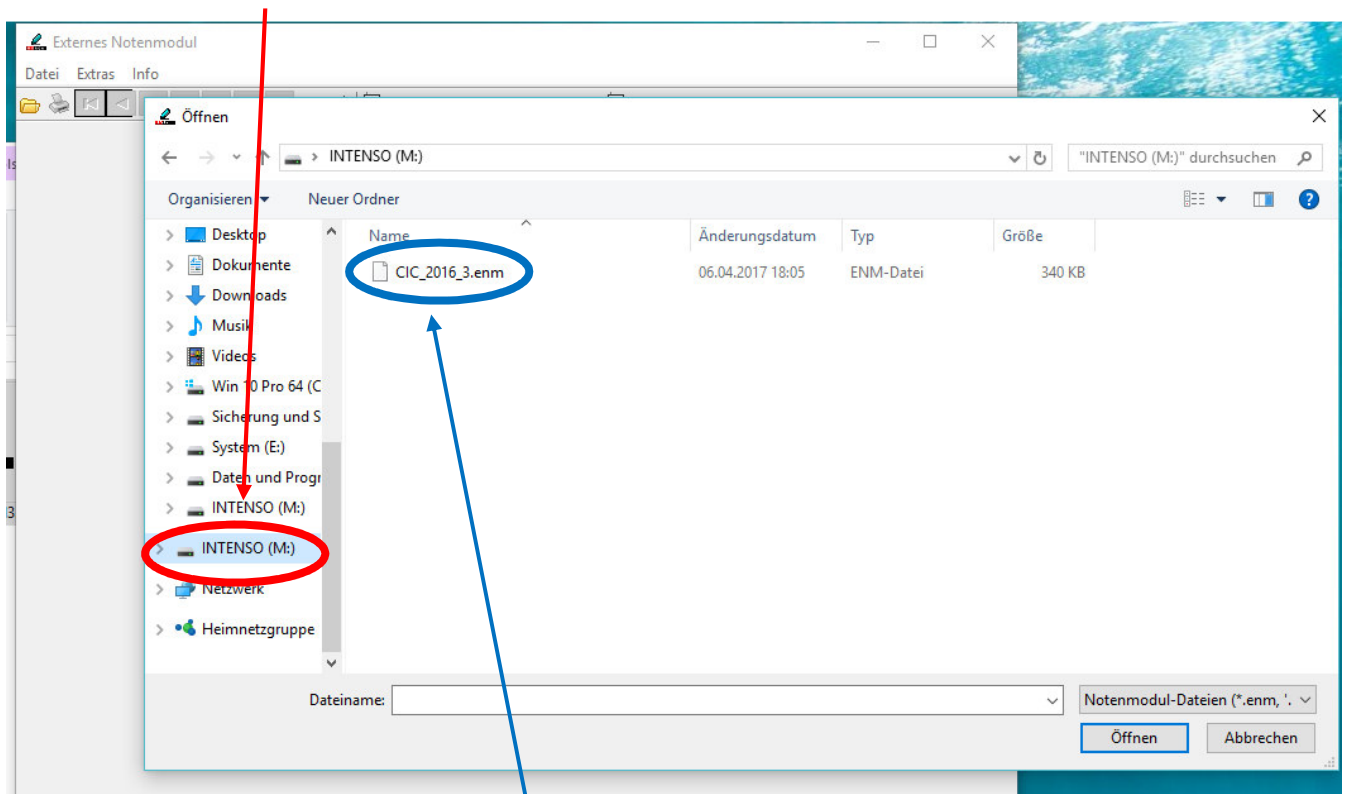 Externes Notenmodul
Datei Extras Info
Öffnen
INTENSO (M:)
"INTENSO (M:)" durchsuchen
Organisieren
Neuer Ordner
Name
Änderungsdatum
Typ
Größe
CIC_2016_3.enm
06.04.2017 18:05
ENM-Datei
340 KB
Desktop
Dokumente
Downloads
Musik
Videos
Win 10 Pro 64 (C
Sicherung und S
System (E:)
Daten und Progr
INTENSO (M:)
INTENSO (M:)
Netzwerk
Heimnetzgruppe
Dateiname:
Notenmodul-Dateien (*.enm, '.
Öffnen
Abbrechen